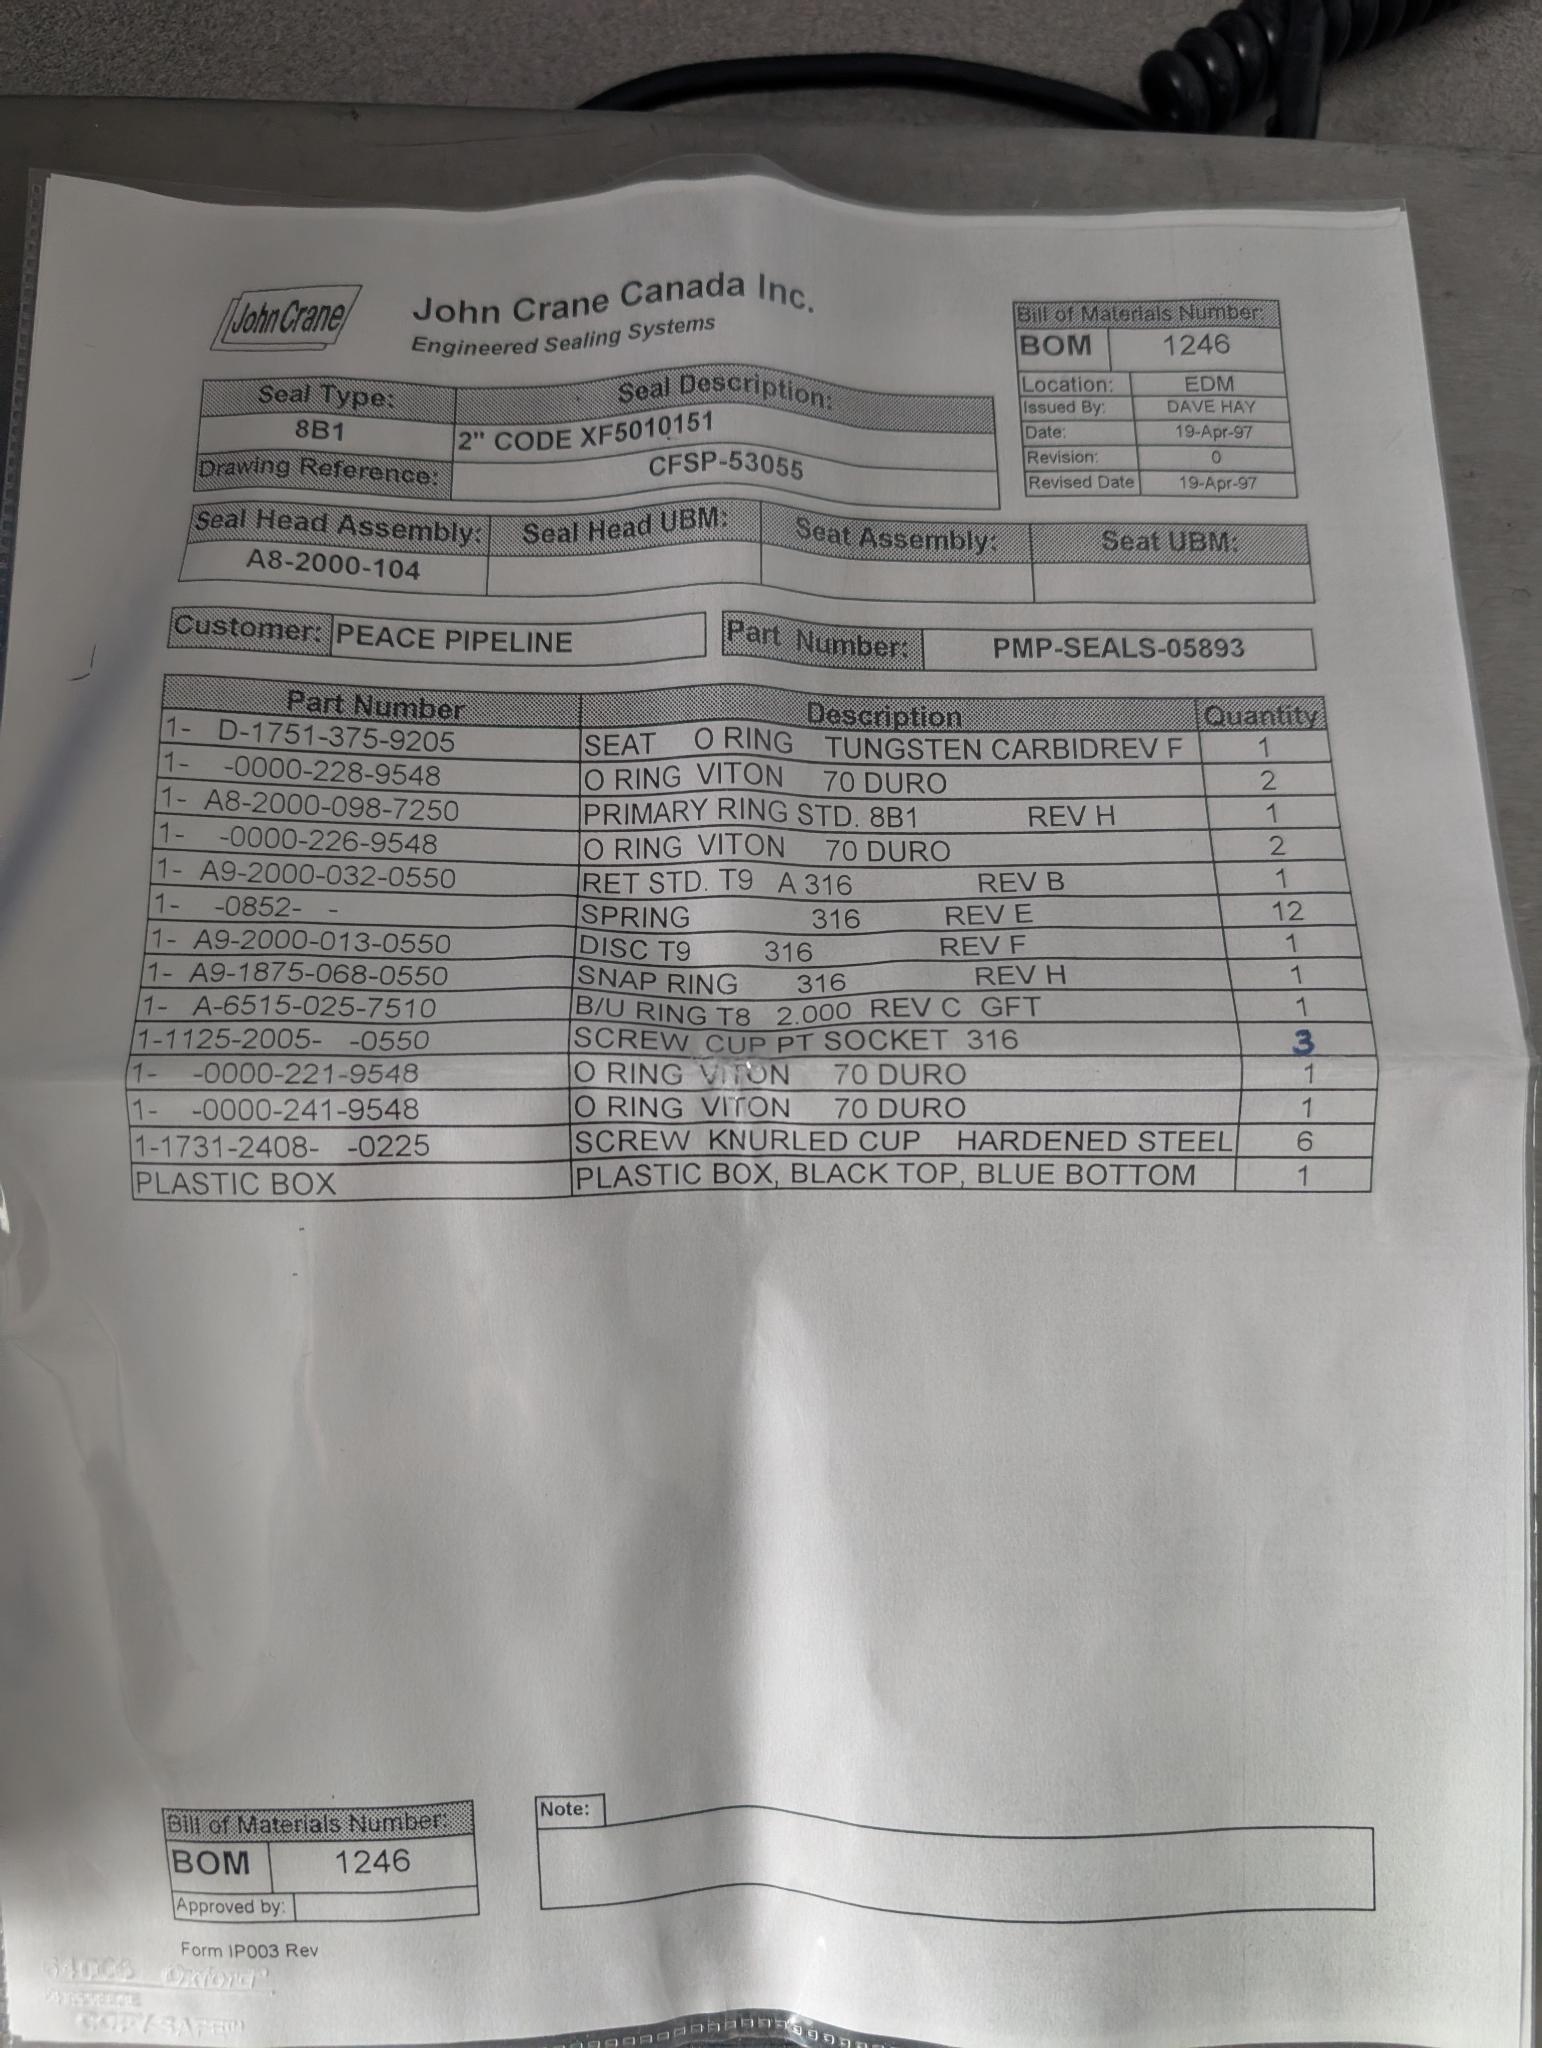 John Crane
John Crane Canada Inc.
Engineered Sealing Systems
Bill of Materials Number:
BOM 1246
Location: EDM
Issued By: DAVE HAY
Date: 19-Apr-97
Revision: 0
Revised Date 19-Apr-97
Seal Type: Seal Description:
8B1 2" CODE XF5010151
Drawing Reference: CFSP-53055
Seal Head Assembly: Seal Head UBM: Seat Assembly: Seat UBM:
A8-2000-104
Customer: PEACE PIPELINE Part Number: PMP-SEALS-05893
Part Number Description Quantity
1- D-1751-375-9205 SEAT O RING TUNGSTEN CARBIDREV F 1
1- -0000-228-9548 O RING VITON 70 DURO 2
1- A8-2000-098-7250 PRIMARY RING STD. 8B1 REV H 1
1- -0000-226-9548 O RING VITON 70 DURO 2
1- A9-2000-032-0550 RET STD. T9 A 316 REV B 1
1- -0852- - SPRING 316 REV E 12
1- A9-2000-013-0550 DISC T9 316 REV F 1
1- A9-1875-068-0550 SNAP RING 316 REV H 1
1- A-6515-025-7510 B/U RING T8 2.000 REV C GFT 1
1-1125-2005- -0550 SCREW CUP PT SOCKET 316 3
1- -0000-221-9548 O RING VITON 70 DURO 1
1- -0000-241-9548 O RING VITON 70 DURO 1
1-1731-2408- -0225 SCREW KNURLED CUP HARDENED STEEL 6
PLASTIC BOX PLASTIC BOX, BLACK TOP, BLUE BOTTOM 1
Bill of Materials Number:
BOM 1246
Approved by:
Note:
Form IP003 Rev
Oxford